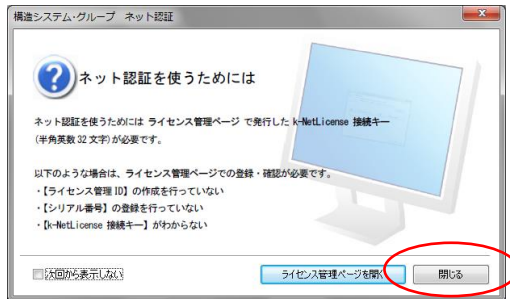 構造システム・グループ ネット認証
ネット認証を使うためには
ネット認証を使うためには ライセンス管理ページ で発行した k-NetLicense 接続キー
(半角英数 32 文字)が必要です。
以下のような場合は、ライセンス管理ページでの登録・確認が必要です。
・【ライセンス管理 ID】の作成を行っていない
・【シリアル番号】の登録を行っていない
・【k-NetLicense 接続キー】がわからない
次回から表示しない
ライセンス管理ページを開く
閉じる